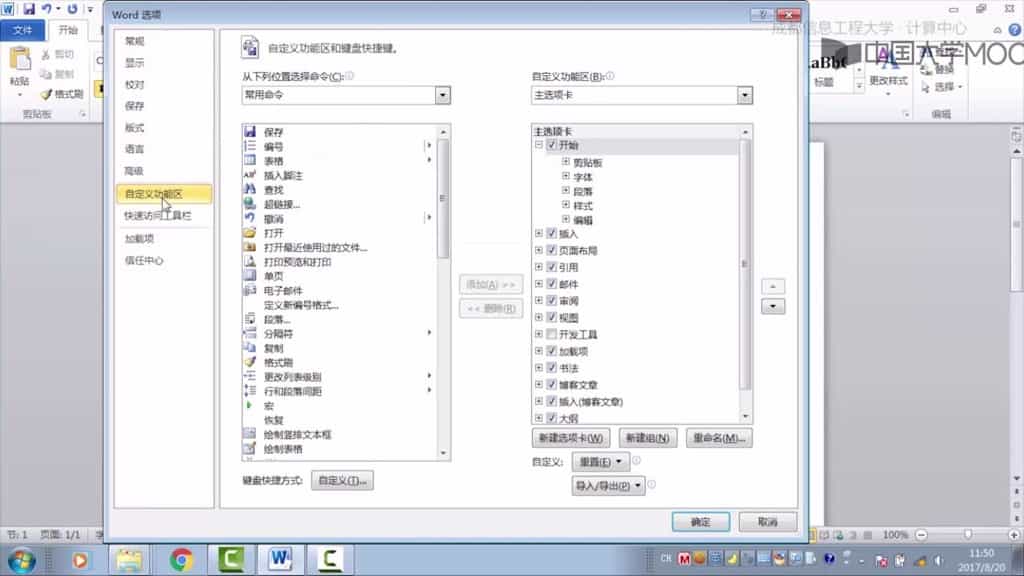 Word 选项
成都信息工程大学·计算中心
中国大学MOO
文件
开始
剪切
复制
粘贴
格式刷
剪贴板
标题
更改样式
替换
选择
编辑
常规
显示
校对
保存
版式
语言
高级
自定义功能区
快速访问工具栏
加载项
信任中心
自定义功能区和键盘快捷键。
从下列位置选择命令(C):
常用命令
保存
编号
表格
插入脚注
查找
超链接...
撤消
打开
打开最近使用过的文件...
打印预览和打印
单页
电子邮件
定义新编号格式...
段落...
分隔符
复制
格式刷
更改列表级别
行和段落间距
宏
恢复
绘制竖排文本框
绘制表格
键盘快捷方式:
自定义(T)...
添加(A) >>
<< 删除(R)
自定义功能区(B):
主选项卡
主选项卡
开始
剪贴板
字体
段落
样式
编辑
插入
页面布局
引用
邮件
审阅
视图
开发工具
加载项
书法
博客文章
插入(博客文章)
大纲
新建选项卡(W)
新建组(N)
重命名(M)...
自定义:
重置(E)
导入/导出(P)
确定
取消
节: 1
页面: 1/1
100%
CH
11:50
2017/8/20